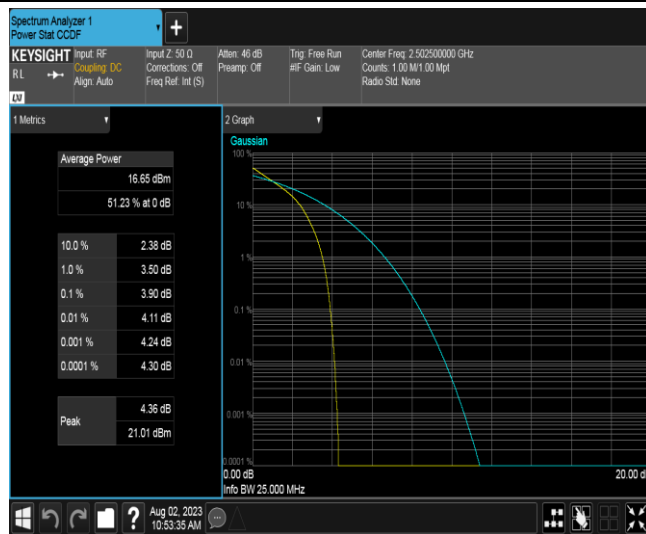 Spectrum Analyzer 1
Power Stat CCDF
+
KEYSIGHT
RL
LXI
Input: RF
Coupling: DC
Align: Auto
Input Z: 50 Ω
Corrections: Off
Freq Ref: Int (S)
Atten: 46 dB
Preamp: Off
Trig: Free Run
#IF Gain: Low
Center Freq: 2.502500000 GHz
Counts: 1.00 M/1.00 Mpt
Radio Std: None
1 Metrics
Average Power
16.65 dBm
51.23 % at 0 dB
10.0 % 2.38 dB
1.0 % 3.50 dB
0.1 % 3.90 dB
0.01 % 4.11 dB
0.001 % 4.24 dB
0.0001 % 4.30 dB
Peak
4.36 dB
21.01 dBm
2 Graph
Gaussian
100 %
10 %
1 %
0.1 %
0.01 %
0.001 %
0.0001 %
0.00 dB
20.00 d
Info BW 25.000 MHz
?
Aug 02, 2023
10:53:35 AM